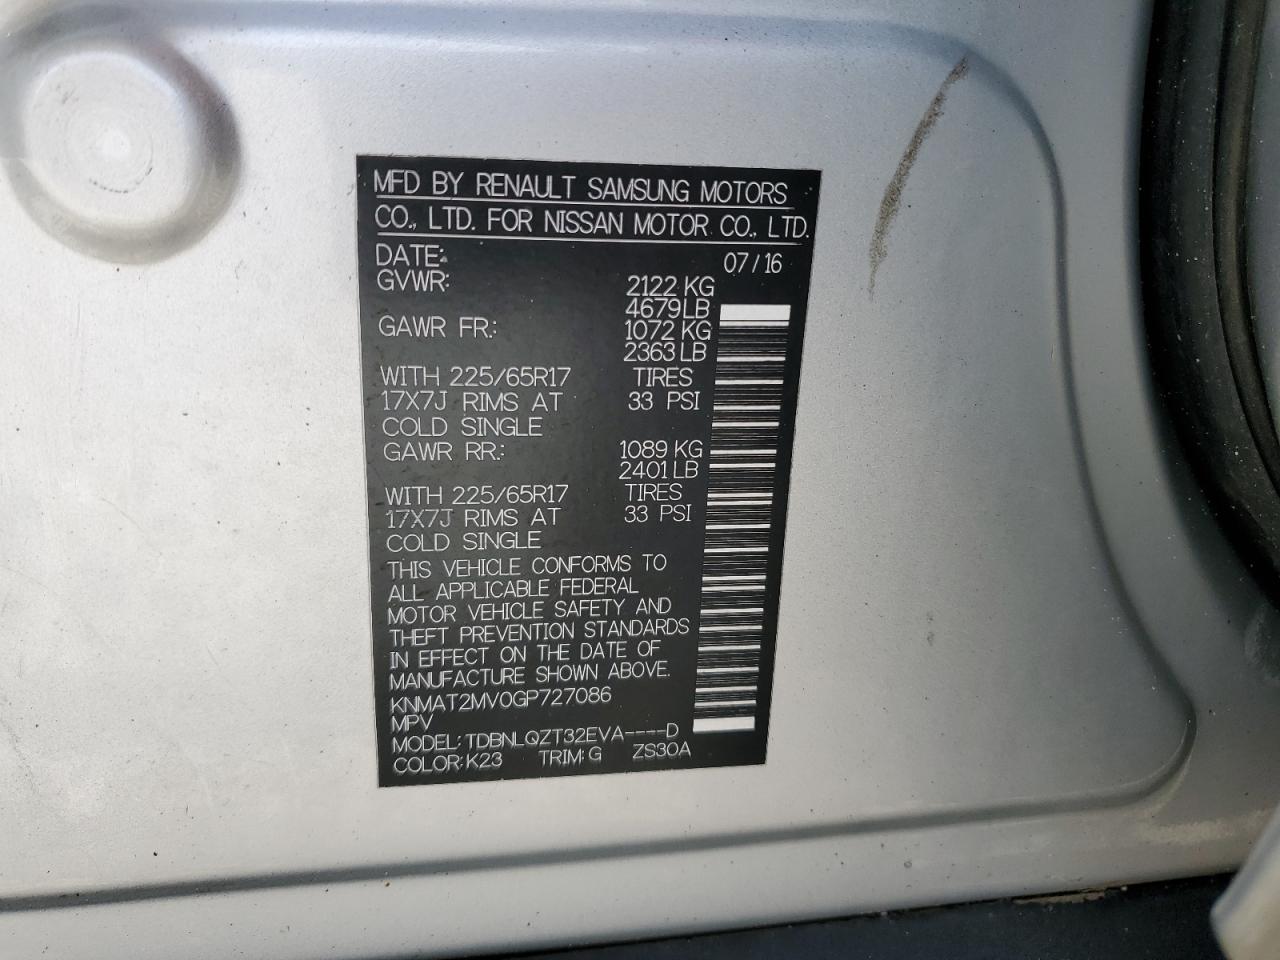 MFD BY RENAULT SAMSUNG MOTORS
CO., LTD. FOR NISSAN MOTOR CO., LTD.
DATE: 07/16
GVWR: 2122 KG
4679LB
GAWR FR.: 1072 KG
2363LB
WITH 225/65R17 TIRES
17X7J RIMS AT 33 PSI
COLD SINGLE
GAWR RR.: 1089 KG
2401LB
WITH 225/65R17 TIRES
17X7J RIMS AT 33 PSI
COLD SINGLE
THIS VEHICLE CONFORMS TO
ALL APPLICABLE FEDERAL
MOTOR VEHICLE SAFETY AND
THEFT PREVENTION STANDARDS
IN EFFECT ON THE DATE OF
MANUFACTURE SHOWN ABOVE.
KNMAT2MV0GP727086
MPV
MODEL: TDBNLQZT32EVA----D
COLOR: K23 TRIM: G ZS30A